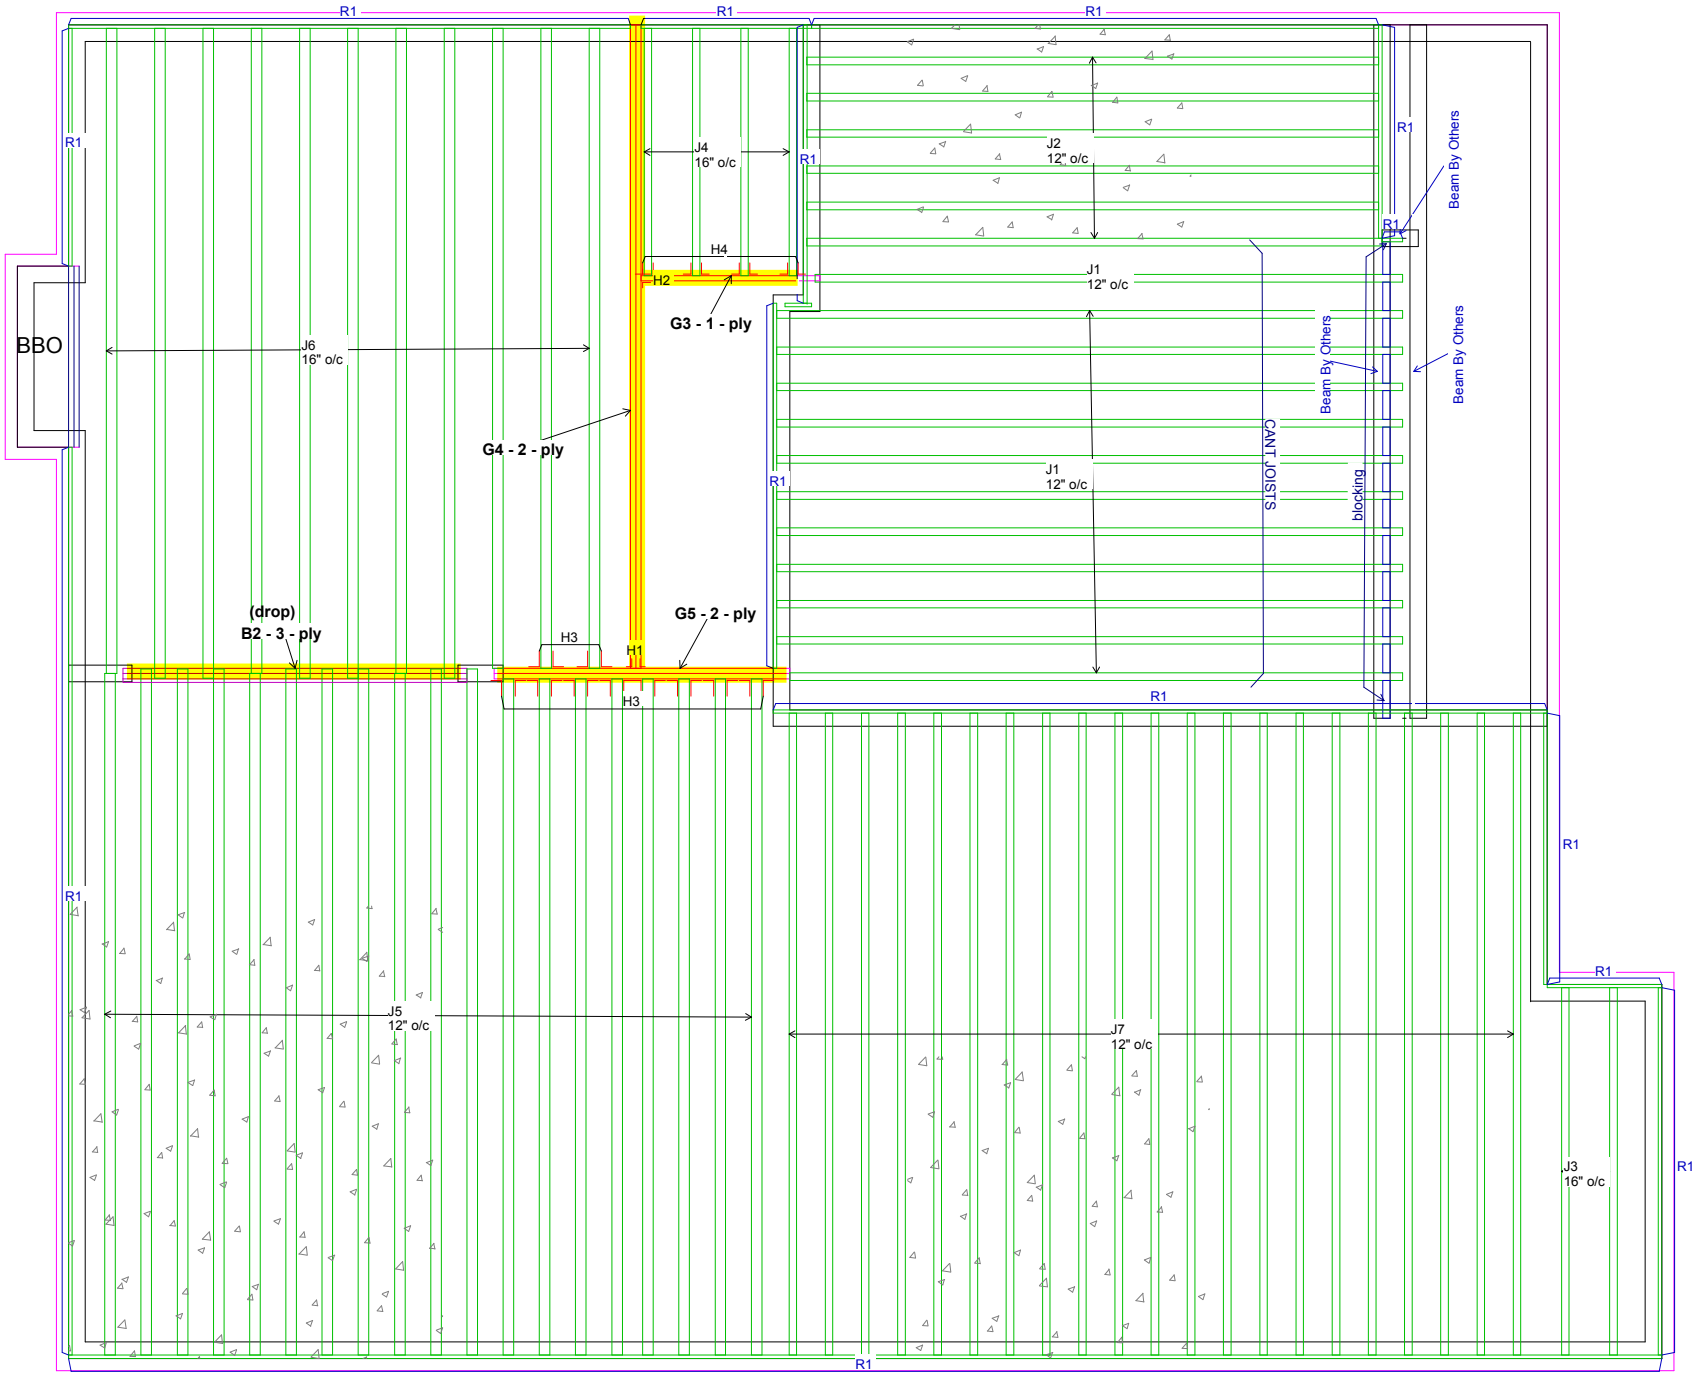 R1
R1
R1
R1
R1
Beam By Others
J4
16" o/c
R1
J2
12" o/c
R1
H4
H2
J1
12" o/c
G3 - 1 - ply
BBO
J6
16" o/c
Beam By Others
Beam By Others
G4 - 2 - ply
R1
J1
12" o/c
CANT JOISTS
blocking
(drop)
B2 - 3 - ply
G5 - 2 - ply
H3
H1
H3
R1
R1
R1
R1
J5
12" o/c
J7
12" o/c
J3
16" o/c
R1
R1